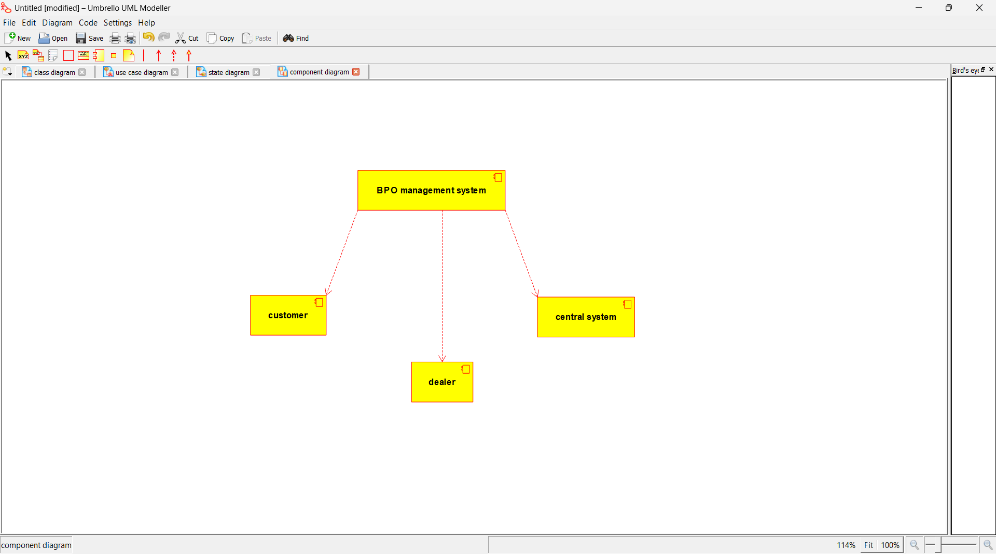 Untitled [modified] – Umbrello UML Modeller
File Edit Diagram Code Settings Help
New Open Save Cut Copy Paste Find
XYZ
class diagram use case diagram state diagram component diagram
Bird's eye
BPO management system
customer
central system
dealer
component diagram
114% Fit 100%